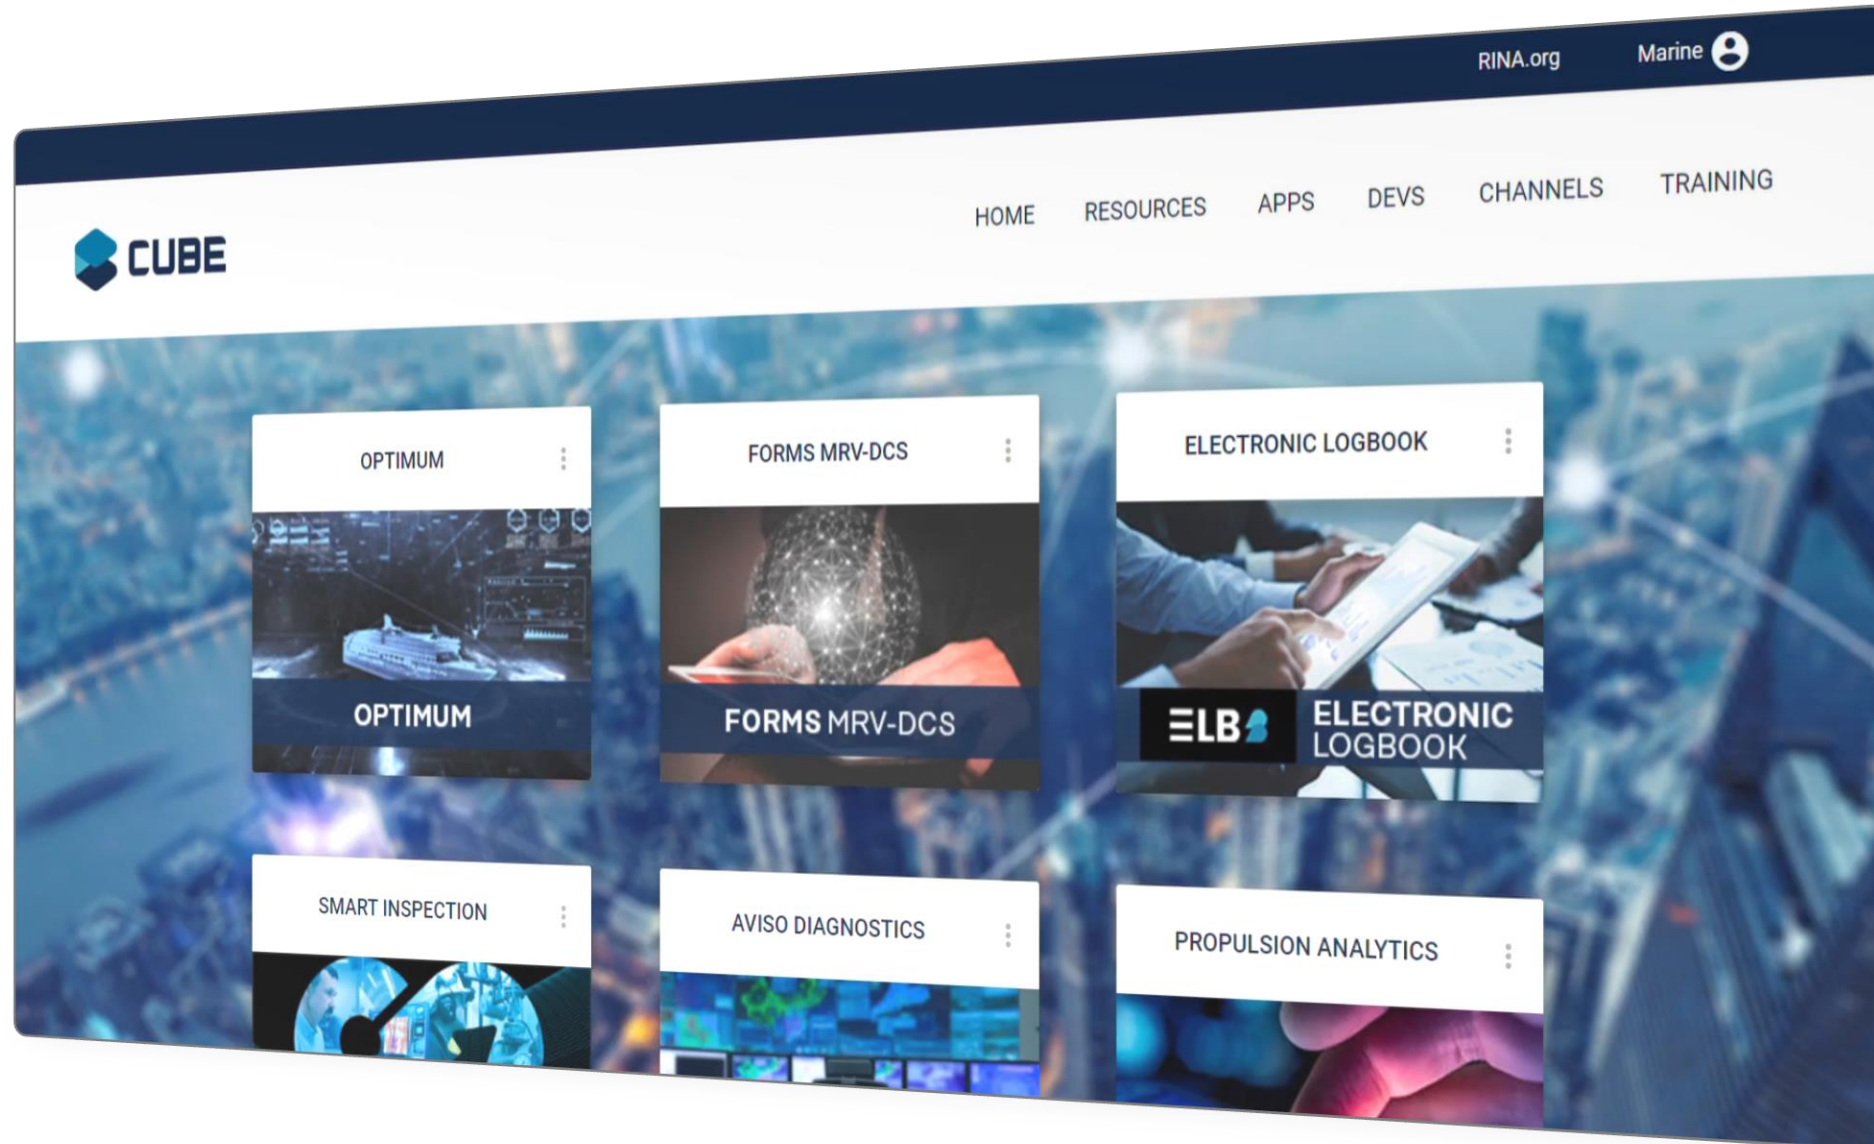 RINA.org
Marine
HOME
RESOURCES
APPS
DEVS
CHANNELS
TRAINING
CUBE
OPTIMUM
FORMS MRV-DCS
ELECTRONIC LOGBOOK
OPTIMUM
FORMS MRV-DCS
ELB
ELECTRONIC
LOGBOOK
SMART INSPECTION
AVISO DIAGNOSTICS
PROPULSION ANALYTICS